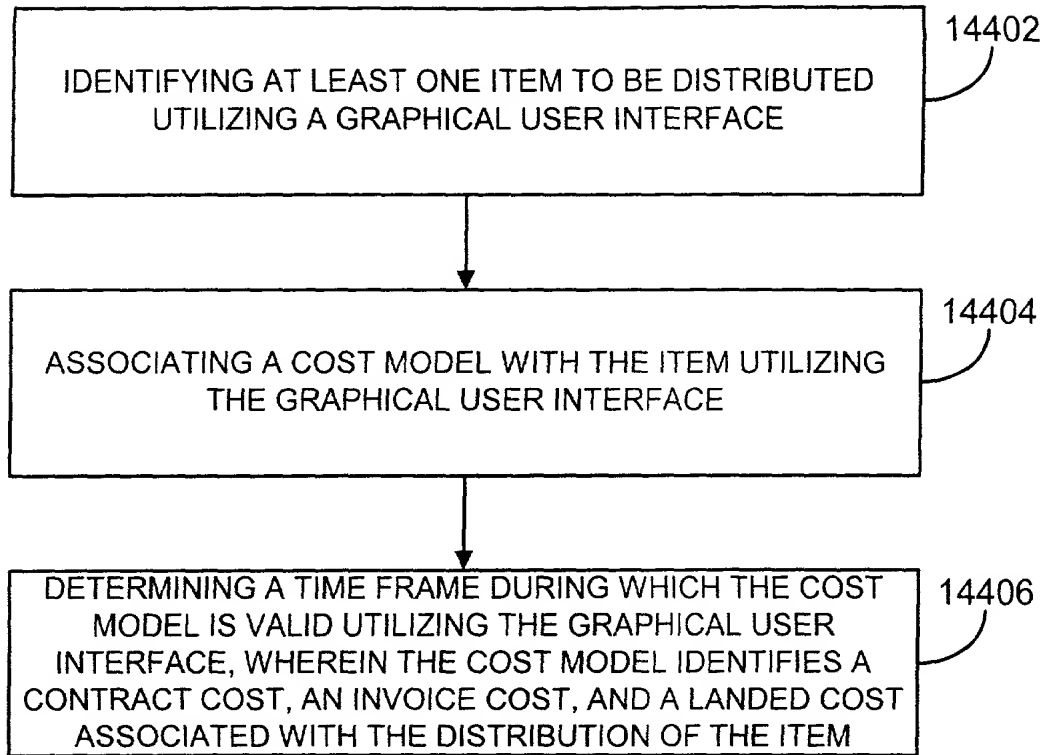 14402
IDENTIFYING AT LEAST ONE ITEM TO BE DISTRIBUTED
UTILIZING A GRAPHICAL USER INTERFACE
14404
ASSOCIATING A COST MODEL WITH THE ITEM UTILIZING
THE GRAPHICAL USER INTERFACE
14406
DETERMINING A TIME FRAME DURING WHICH THE COST
MODEL IS VALID UTILIZING THE GRAPHICAL USER
INTERFACE, WHEREIN THE COST MODEL IDENTIFIES A
CONTRACT COST, AN INVOICE COST, AND A LANDED COST
ASSOCIATED WITH THE DISTRIBUTION OF THE ITEM